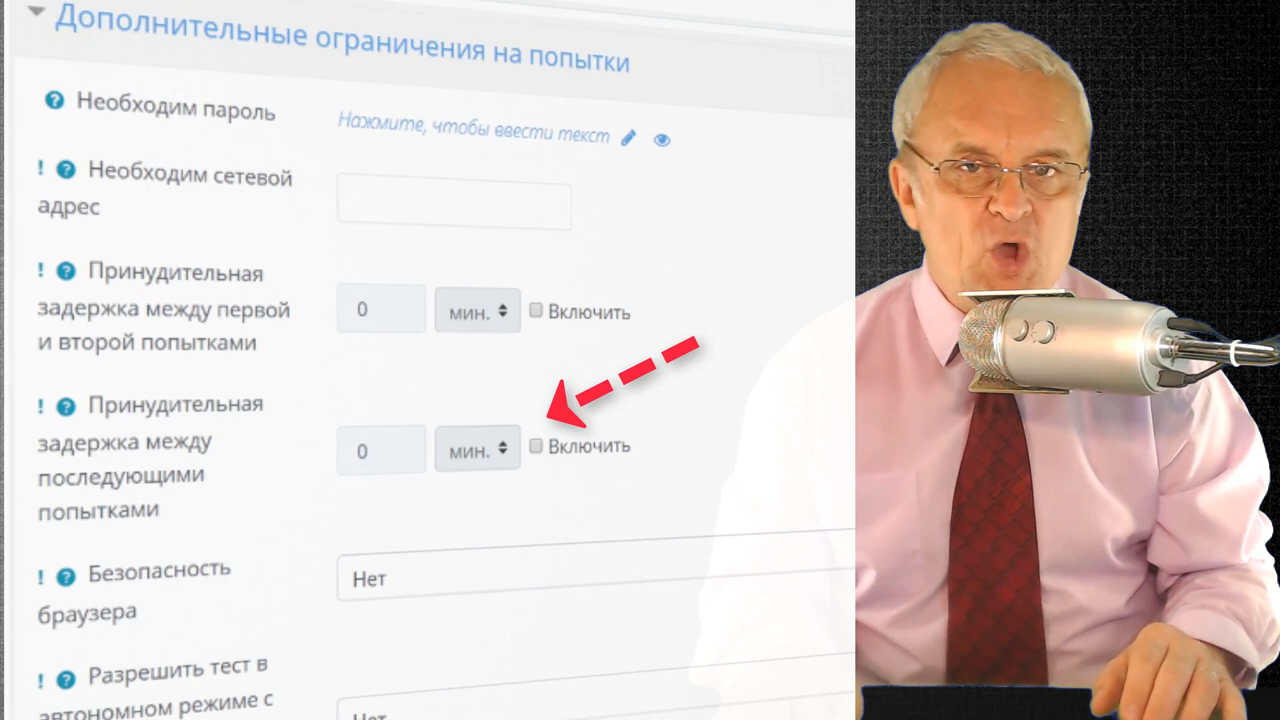 Дополнительные ограничения на попытки
Необходим пароль
Нажмите, чтобы ввести текст
! Необходим сетевой
адрес
! Принудительная
задержка между первой
и второй попытками
0 мин. Включить
! Принудительная
задержка между
последующими
попытками
0 мин. Включить
! Безопасность
браузера
Нет
! Разрешить тест в
автономном режиме с
Нет